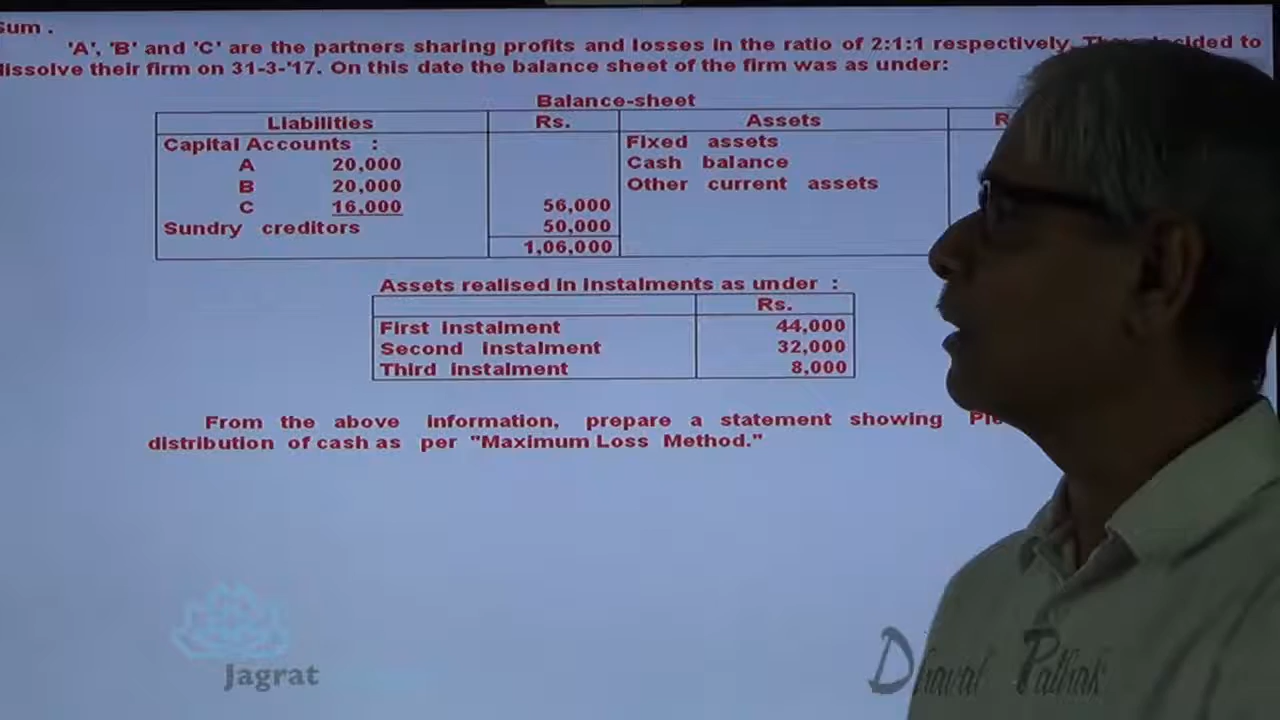 Sum .
'A', 'B' and 'C' are the partners sharing profits and losses in the ratio of 2:1:1 respectively. to
dissolve their firm on 31-3-'17. On this date the balance sheet of the firm was as under:
Balance-sheet
Liabilities Rs. Assets
Capital Accounts : Fixed assets
A 20,000 Cash balance
B 20,000 Other current assets
C 16,000 56,000
Sundry creditors 50,000
1,06,000
Assets realised in instalments as under :
Rs.
First instalment 44,000
Second instalment 32,000
Third instalment 8,000
From the above information, prepare a statement showing
distribution of cash as per "Maximum Loss Method."
Jagrat
Dhawal Pathak